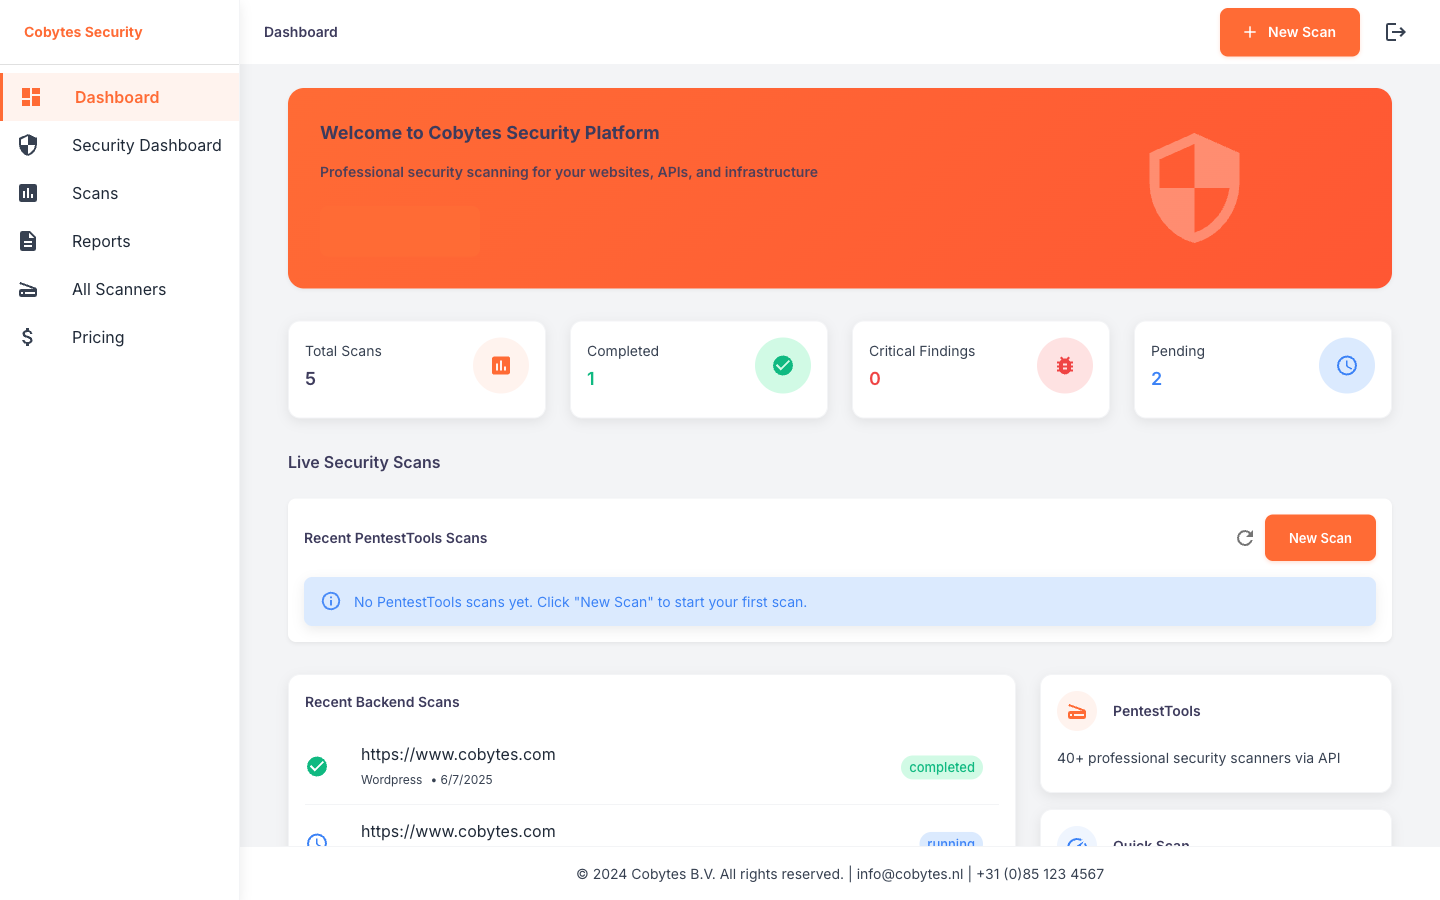 Cobytes Security
Dashboard
New Scan
Dashboard
Security Dashboard
Scans
Reports
All Scanners
Pricing
Welcome to Cobytes Security Platform
Professional security scanning for your websites, APIs, and infrastructure
Total Scans
5
Completed
1
Critical Findings
0
Pending
2
Live Security Scans
Recent PentestTools Scans
New Scan
No PentestTools scans yet. Click "New Scan" to start your first scan.
Recent Backend Scans
https://www.cobytes.com
Wordpress • 6/7/2025
completed
https://www.cobytes.com
running
PentestTools
40+ professional security scanners via API
Quick Scan
© 2024 Cobytes B.V. All rights reserved. | info@cobytes.nl | +31 (0)85 123 4567